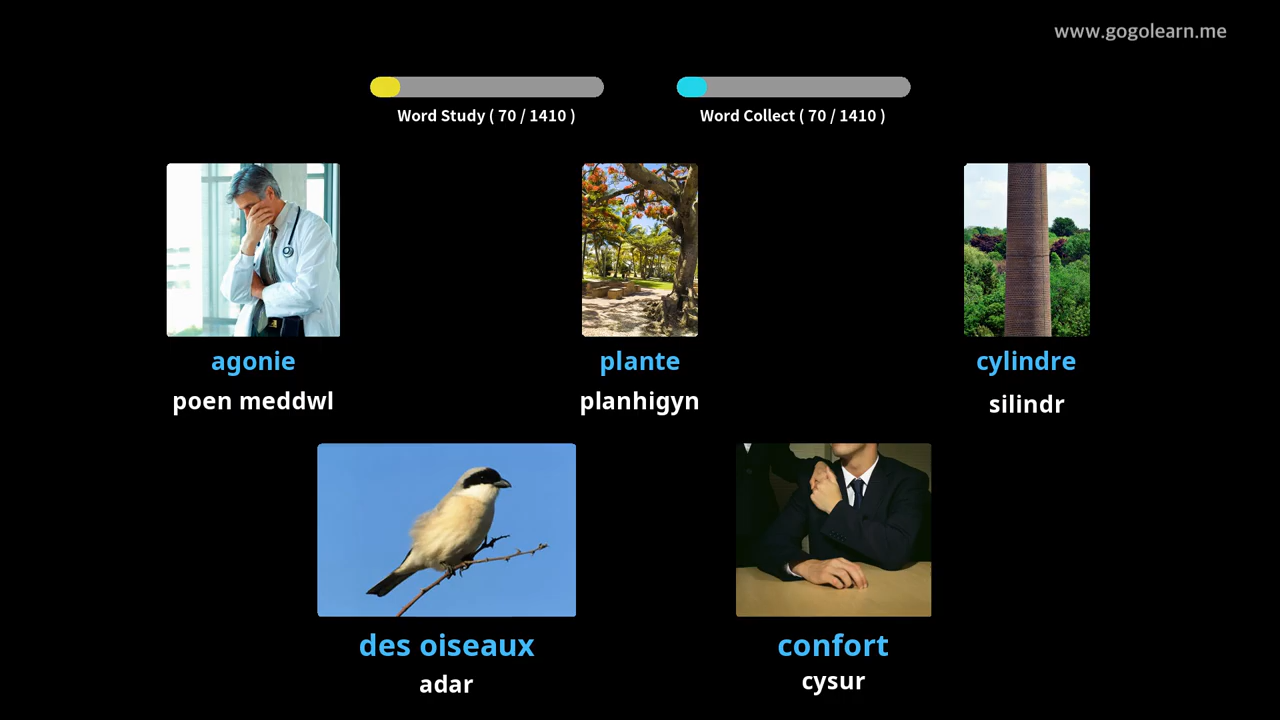 www.gogolearn.me
Word Study ( 70 / 1410 )
Word Collect ( 70 / 1410 )
agonie
poen meddwl
plante
planhigyn
cylindre
silindr
des oiseaux
adar
confort
cysur